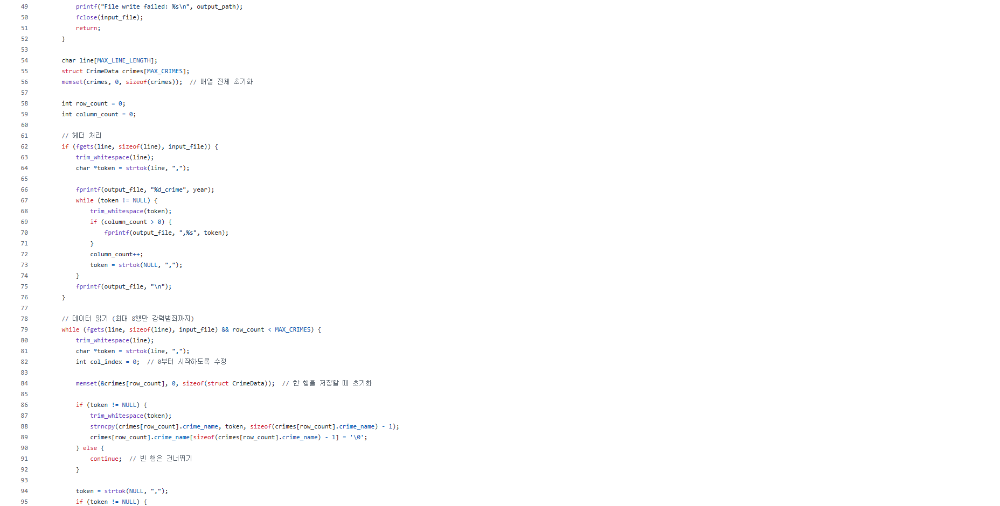 49 printf("File write failed: %s\n", output_path);
50 fclose(input_file);
51 return;
52 }
53
54 char line[MAX_LINE_LENGTH];
55 struct CrimeData crimes[MAX_CRIMES];
56 memset(crimes, 0, sizeof(crimes));  // 배열 전체 초기화
57
58 int row_count = 0;
59 int column_count = 0;
60
61 // 헤더 처리
62 if (fgets(line, sizeof(line), input_file)) {
63 trim_whitespace(line);
64 char *token = strtok(line, ",");
65
66 fprintf(output_file, "%d_crime", year);
67 while (token != NULL) {
68 trim_whitespace(token);
69 if (column_count > 0) {
70 fprintf(output_file, ",%s", token);
71 }
72 column_count++;
73 token = strtok(NULL, ",");
74 }
75 fprintf(output_file, "\n");
76 }
77
78 // 데이터 읽기 (최대 8행만 강력범죄까지)
79 while (fgets(line, sizeof(line), input_file) && row_count < MAX_CRIMES) {
80 trim_whitespace(line);
81 char *token = strtok(line, ",");
82 int col_index = 0;  // 0부터 시작하도록 수정
83
84 memset(&crimes[row_count], 0, sizeof(struct CrimeData));  // 한 행을 저장할 때 초기화
85
86 if (token != NULL) {
87 trim_whitespace(token);
88 strncpy(crimes[row_count].crime_name, token, sizeof(crimes[row_count].crime_name) - 1);
89 crimes[row_count].crime_name[sizeof(crimes[row_count].crime_name) - 1] = '\0';
90 } else {
91 continue;  // 빈 행은 건너뛰기
92 }
93
94 token = strtok(NULL, ",");
95 if (token != NULL) {